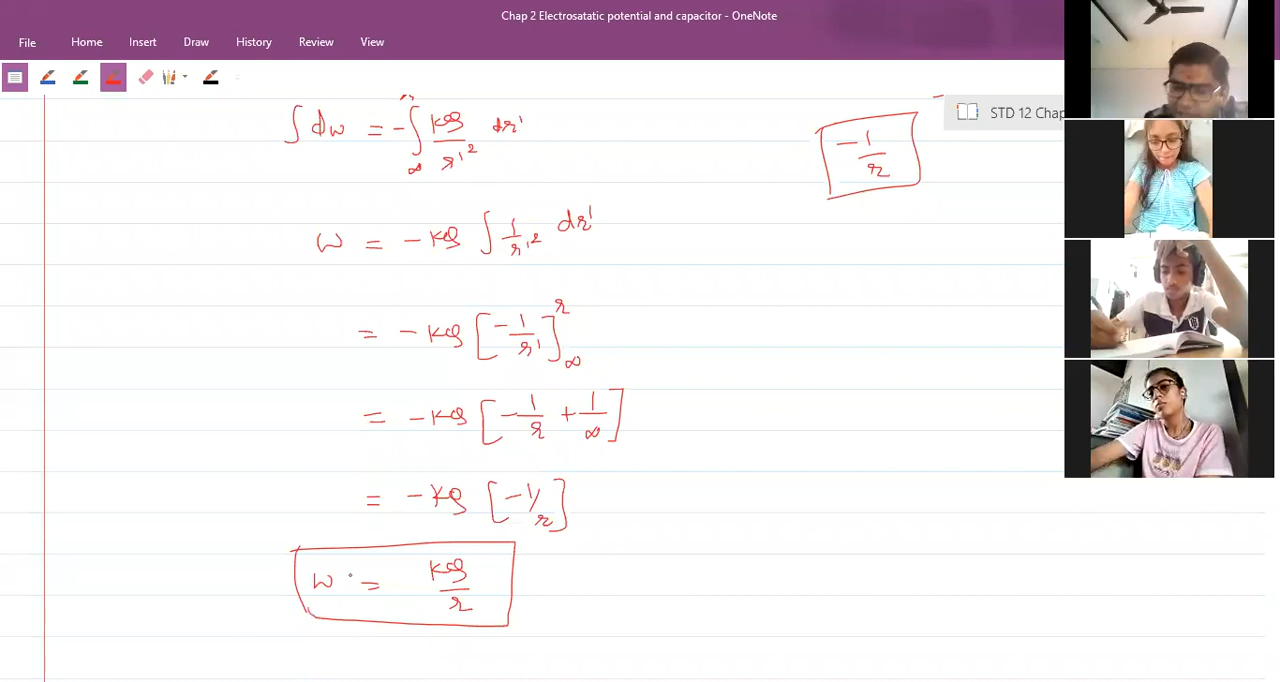 Chap 2 Electrosatatic potential and capacitor - OneNote
File Home Insert Draw History Review View
STD 12 Chap
∫ dw = - ∫ KQ/r'² dr'
∞
- 1/r
W = - KQ ∫ 1/r'² dr'
= - KQ [ - 1/r' ] r ∞
= - KQ [ - 1/r + 1/∞ ]
= - KQ [ - 1/r ]
W = KQ/r